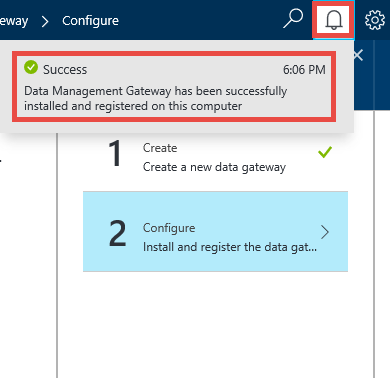 eway > Configure
Success 6:06 PM
Data Management Gateway has been successfully
installed and registered on this computer
1 Create
Create a new data gateway
2 Configure
Install and register the data gat...